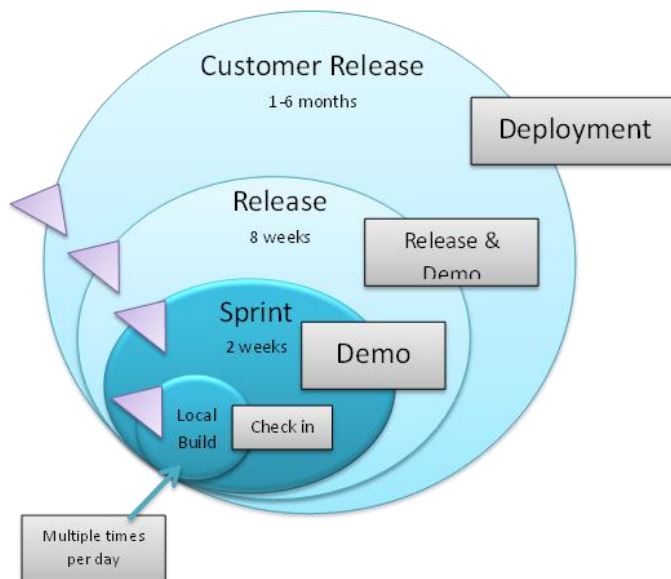 Customer Release
1-6 months
Deployment
Release
8 weeks
Release &
Demo
Sprint
2 weeks
Demo
Local
Build
Check in
Multiple times
per day